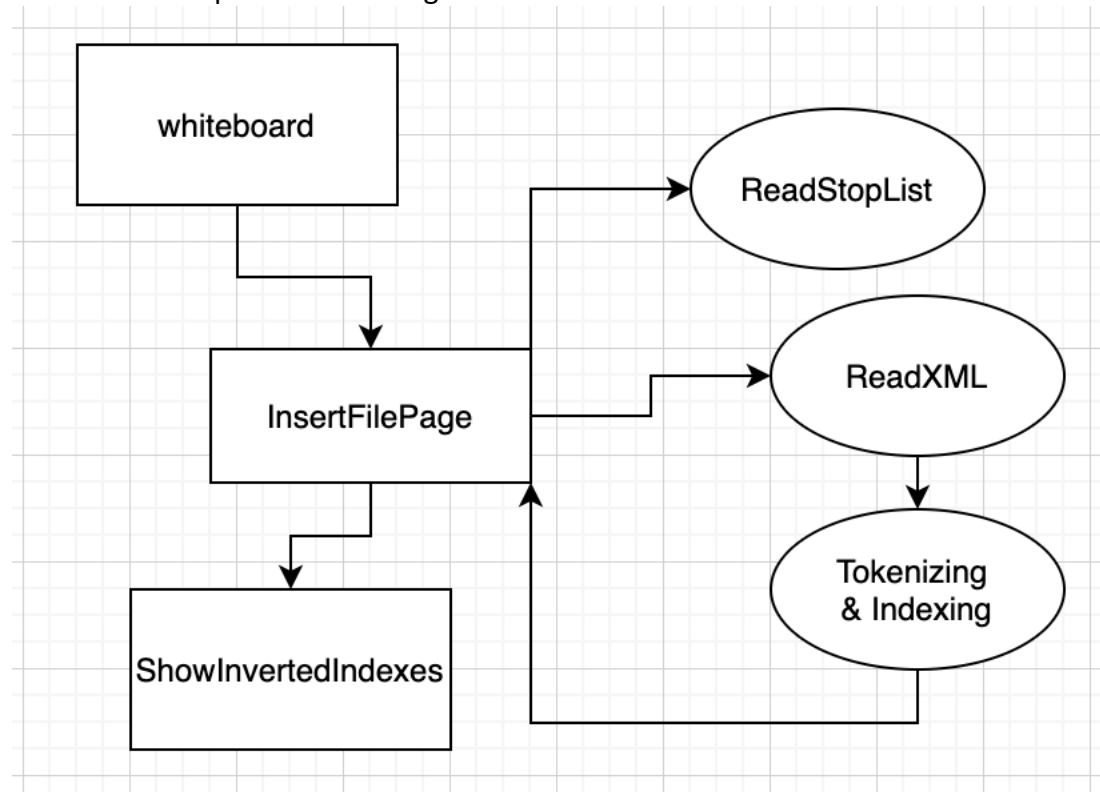 whiteboard
ReadStopList
ReadXML
InsertFilePage
Tokenizing
& Indexing
ShowInvertedIndexes